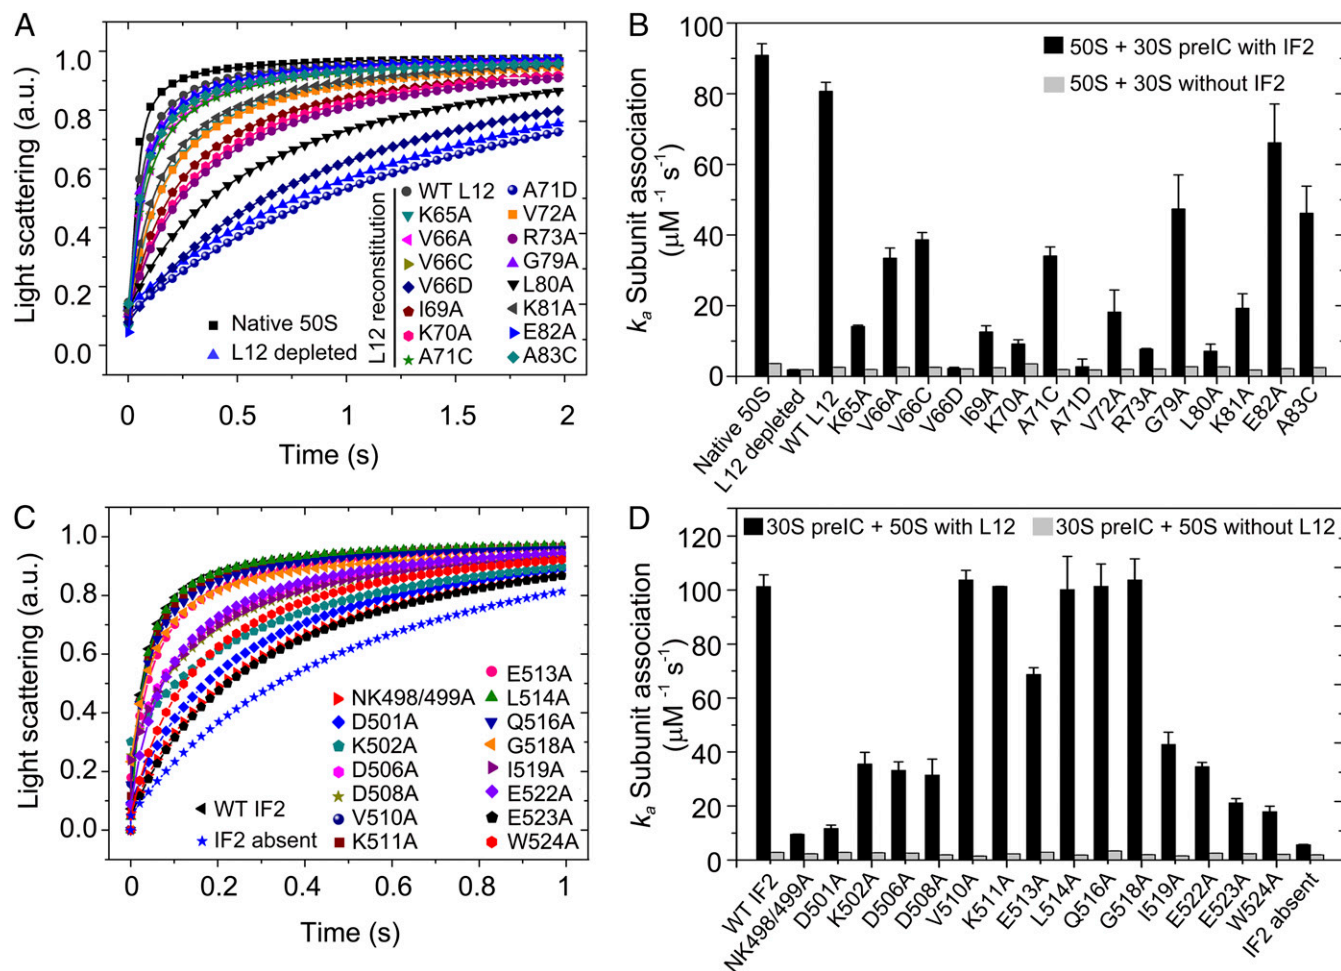 A
Light scattering (a.u.)
1.0
0.8
0.6
0.4
0.2
0.0
0
0.5
1
1.5
2
Time (s)
Native 50S
L12 depleted
L12 reconstitution
WT L12
K65A
V66A
V66C
V66D
I69A
K70A
A71C
A71D
V72A
R73A
G79A
L80A
K81A
E82A
A83C
B
ka Subunit association
(µM -1 s-1)
100
80
60
40
20
0
50S + 30S preIC with IF2
50S + 30S without IF2
Native 50S
L12 depleted
WT L12
K65A
V66A
V66C
V66D
I69A
K70A
A71C
A71D
V72A
R73A
G79A
L80A
K81A
E82A
A83C
C
Light scattering (a.u.)
1.0
0.8
0.6
0.4
0.2
0.0
0
0.2
0.4
0.6
0.8
1
Time (s)
WT IF2
IF2 absent
NK498/499A
D501A
K502A
D506A
D508A
V510A
K511A
E513A
L514A
Q516A
G518A
I519A
E522A
E523A
W524A
D
ka Subunit association
(µM -1 s-1)
120
100
80
60
40
20
0
30S preIC + 50S with L12
30S preIC + 50S without L12
WT IF2
NK498/499A
D501A
K502A
D506A
D508A
V510A
K511A
E513A
L514A
Q516A
G518A
I519A
E522A
E523A
W524A
IF2 absent